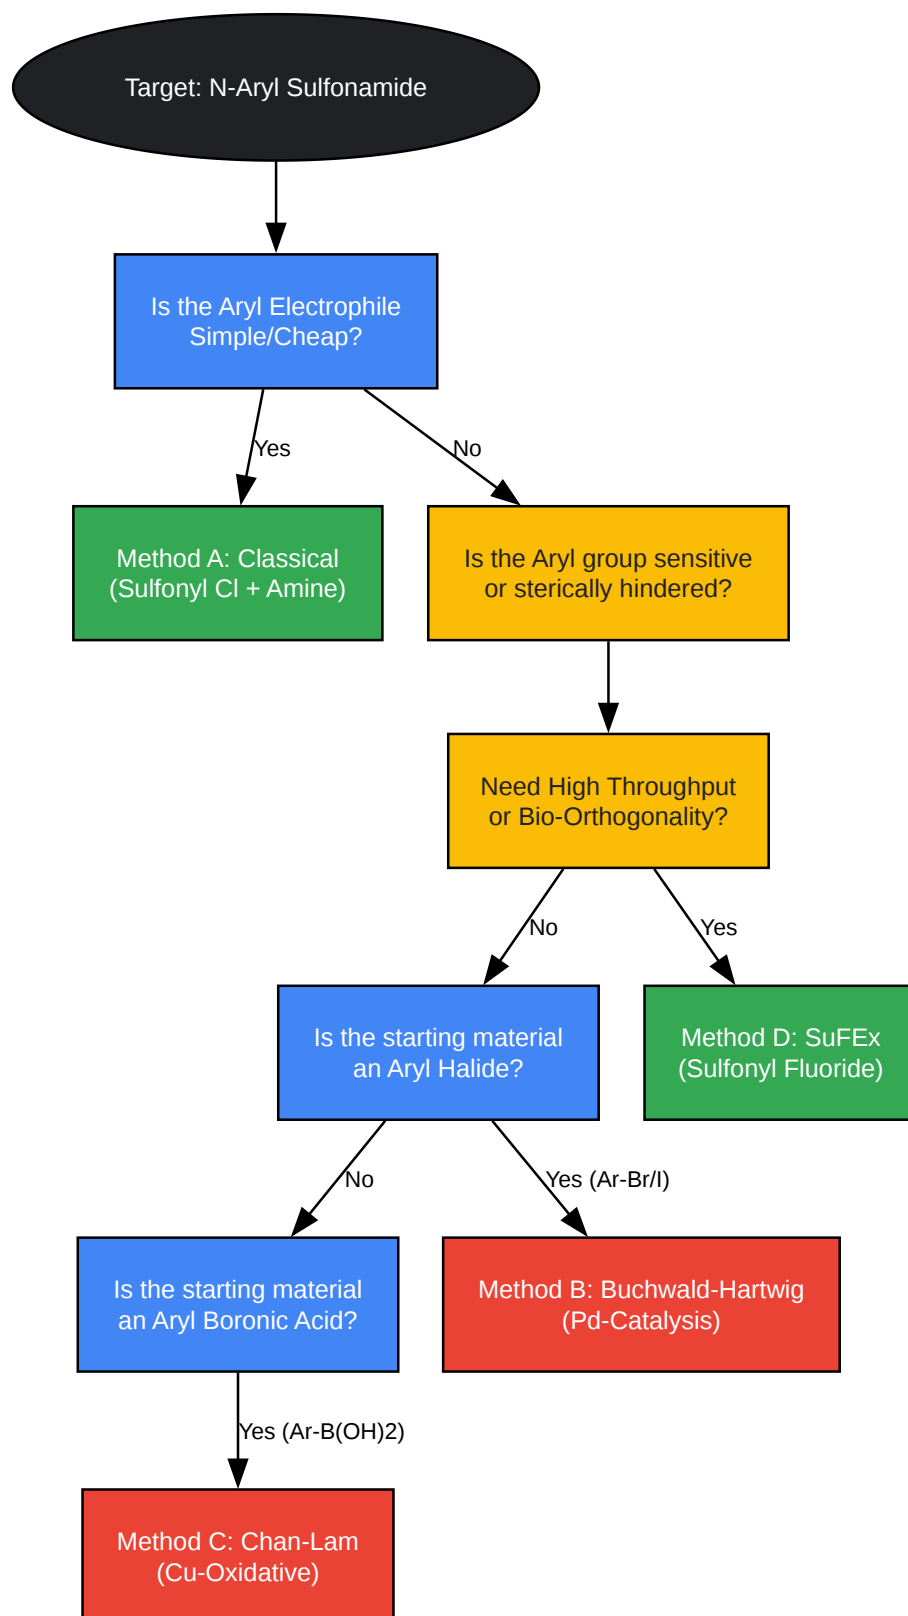 Target: N-Aryl Sulfonamide
Is the Aryl Electrophile
Simple/Cheap?
Yes
No
Method A: Classical
(Sulfonyl Cl + Amine)
Is the Aryl group sensitive
or sterically hindered?
Need High Throughput
or Bio-Orthogonality?
No
Yes
Is the starting material
an Aryl Halide?
Method D: SuFEx
(Sulfonyl Fluoride)
No
Yes (Ar-Br/I)
Is the starting material
an Aryl Boronic Acid?
Method B: Buchwald-Hartwig
(Pd-Catalysis)
Yes (Ar-B(OH)2)
Method C: Chan-Lam
(Cu-Oxidative)